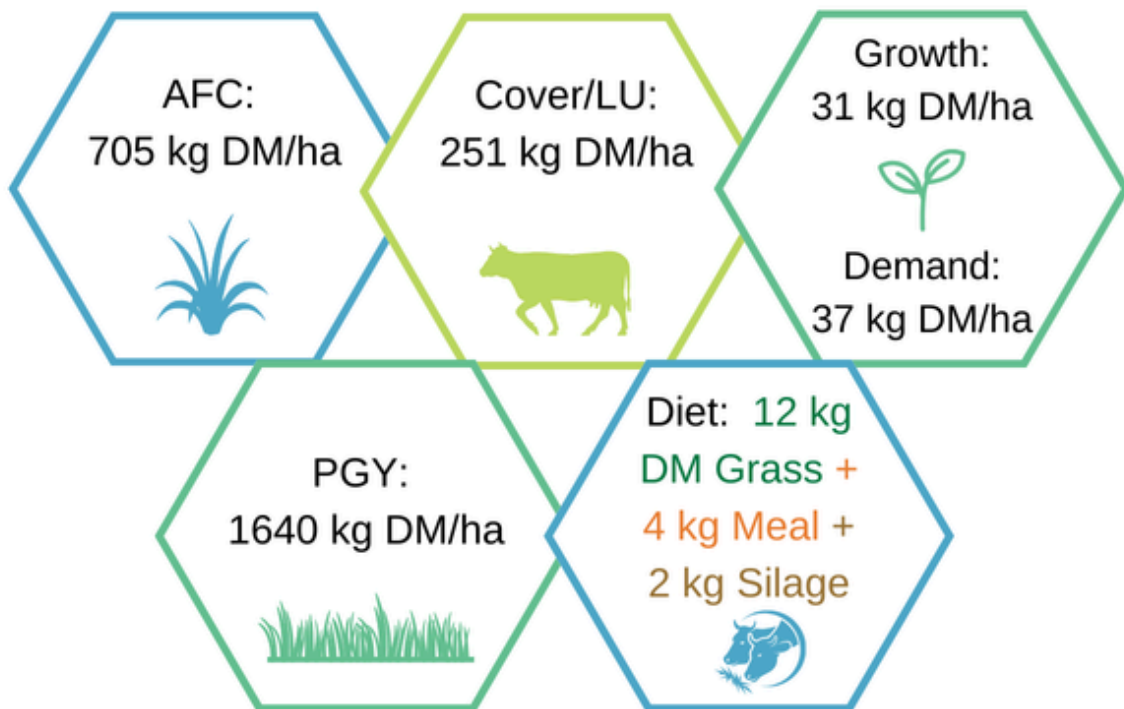 AFC:
705 kg DM/ha
Cover/LU:
251 kg DM/ha
Growth:
31 kg DM/ha
Demand:
37 kg DM/ha
PGY:
1640 kg DM/ha
Diet: 12 kg
DM Grass +
4 kg Meal +
2 kg Silage